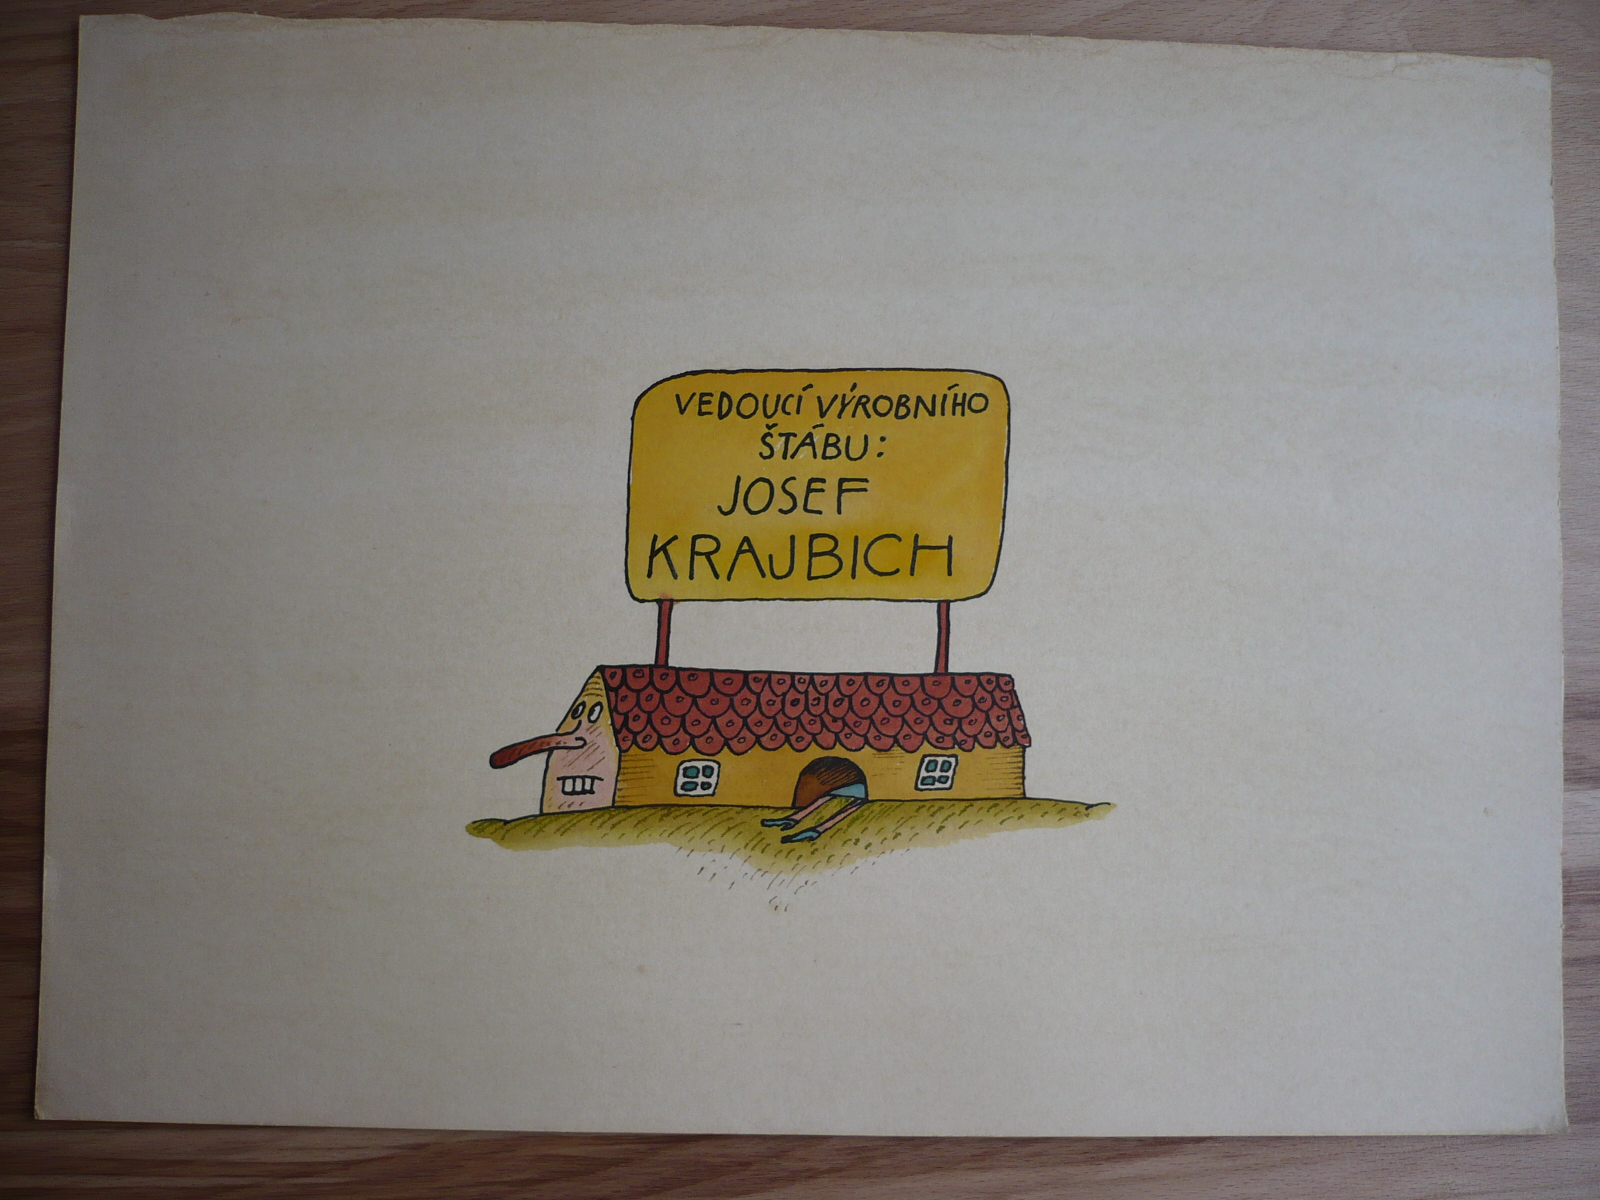 VEDOUCÍ VÝROBNÍHO
ŠTÁBU:
JOSEF
KRAJBICH